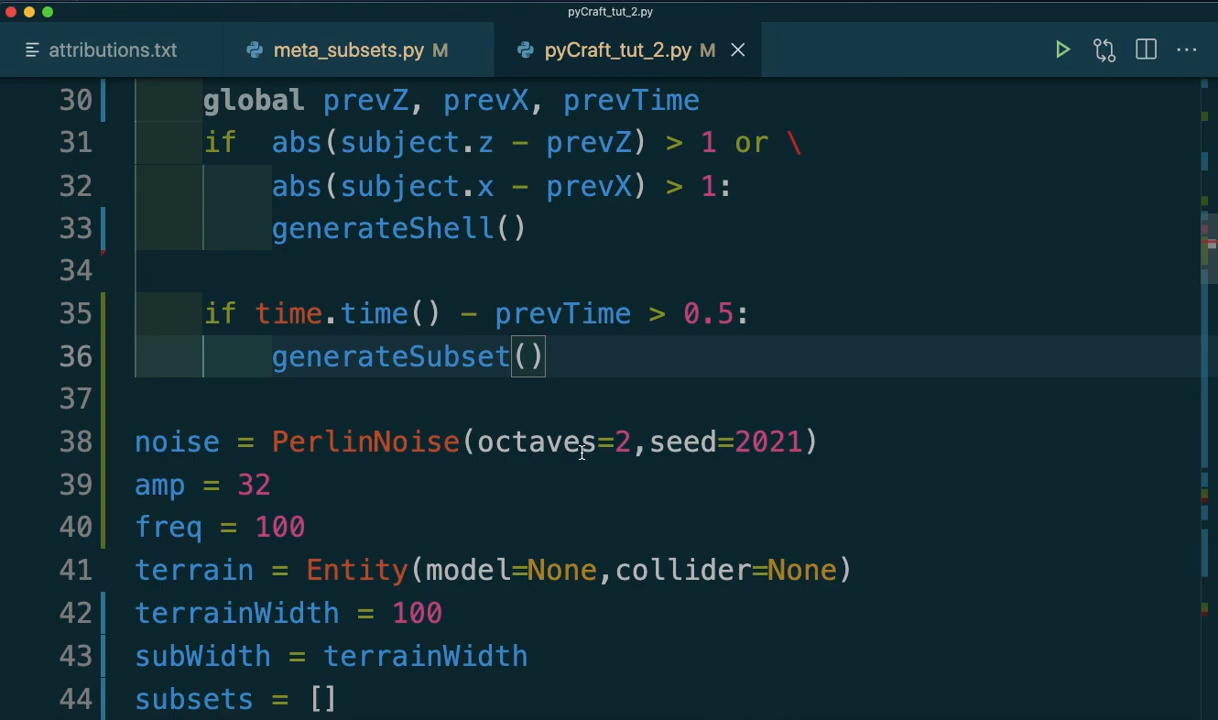 pyCraft_tut_2.py
attributions.txt meta_subsets.py M pyCraft_tut_2.py M
30 global prevZ, prevX, prevTime
31 if  abs(subject.z - prevZ) > 1 or \
32 abs(subject.x - prevX) > 1:
33 generateShell()
34
35 if time.time() - prevTime > 0.5:
36 generateSubset()
37
38 noise = PerlinNoise(octaves=2,seed=2021)
39 amp = 32
40 freq = 100
41 terrain = Entity(model=None,collider=None)
42 terrainWidth = 100
43 subWidth = terrainWidth
44 subsets = []